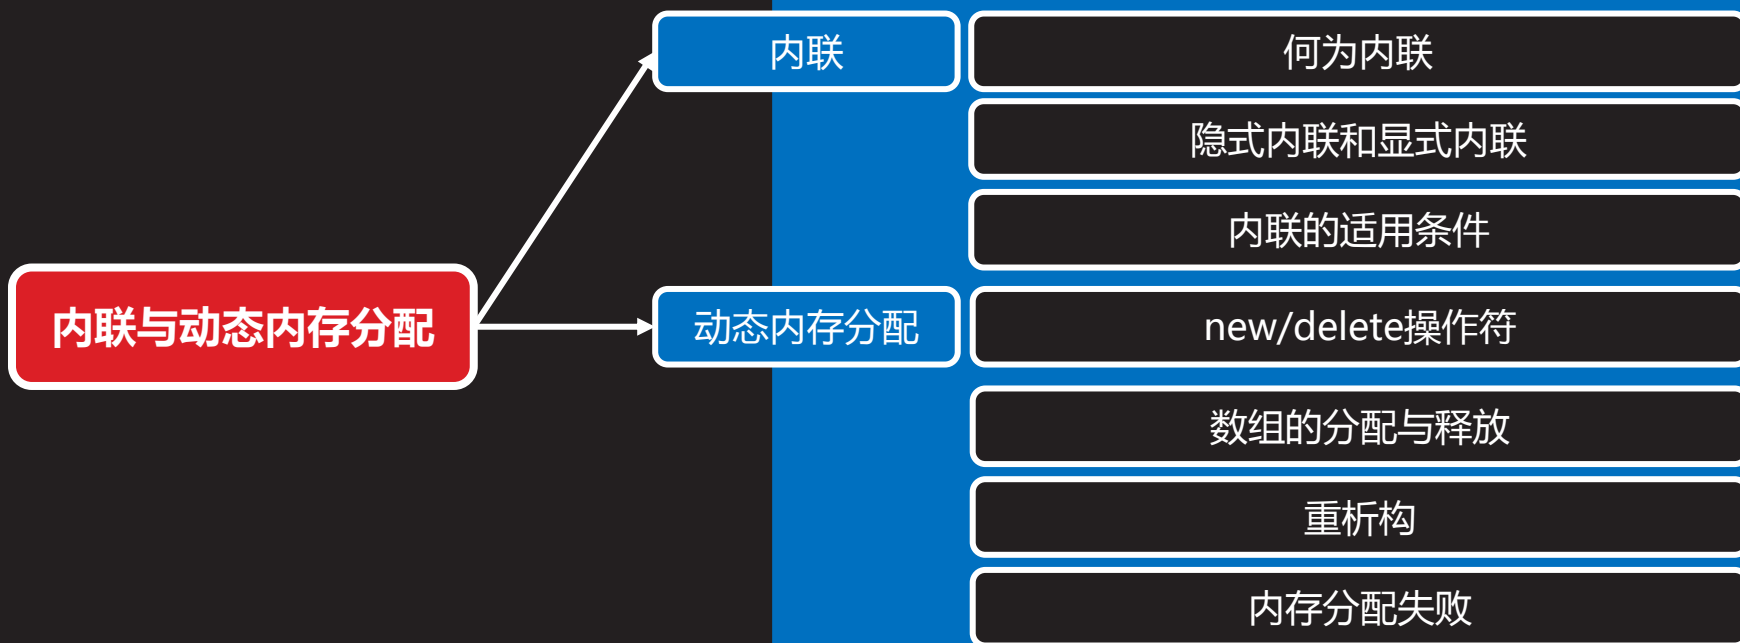 内联
何为内联
隐式内联和显式内联
内联的适用条件
内联与动态内存分配
动态内存分配
new/delete操作符
数组的分配与释放
重析构
内存分配失败